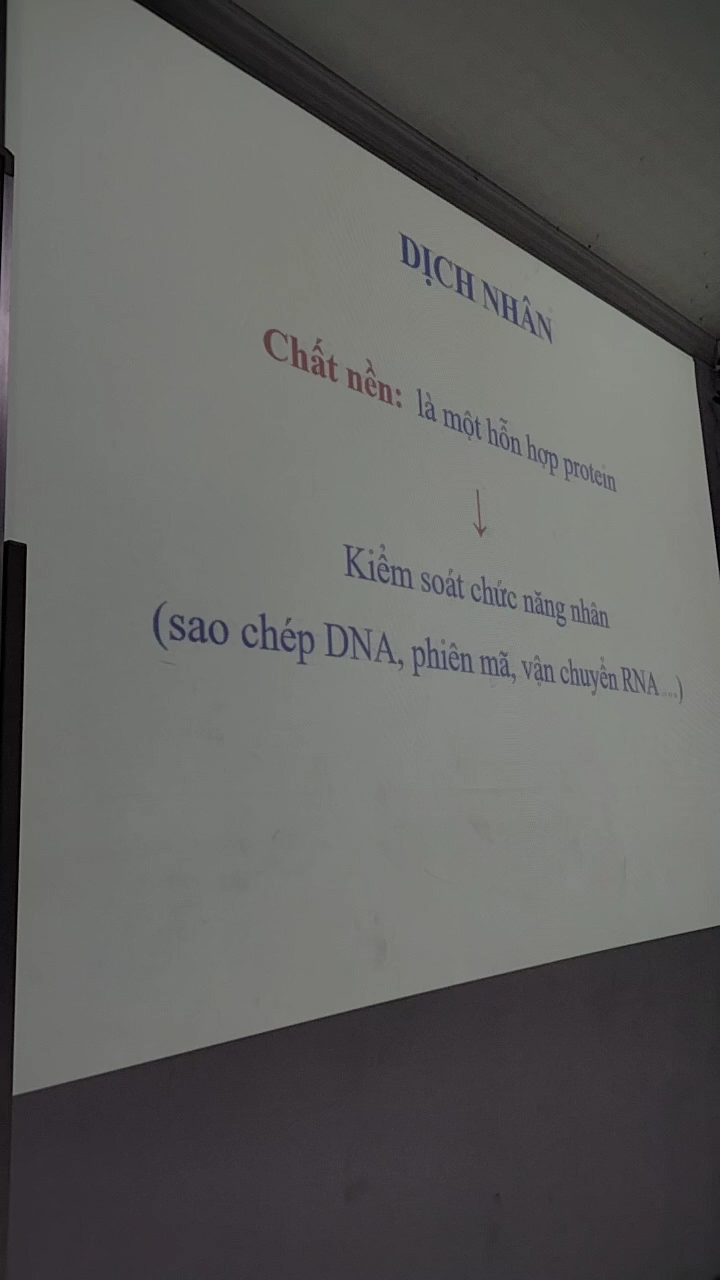 DỊCH NHÂN
Chất nền: là một hỗn hợp protein
↓
Kiểm soát chức năng nhân
(sao chép DNA, phiên mã, vận chuyển RNA ...)